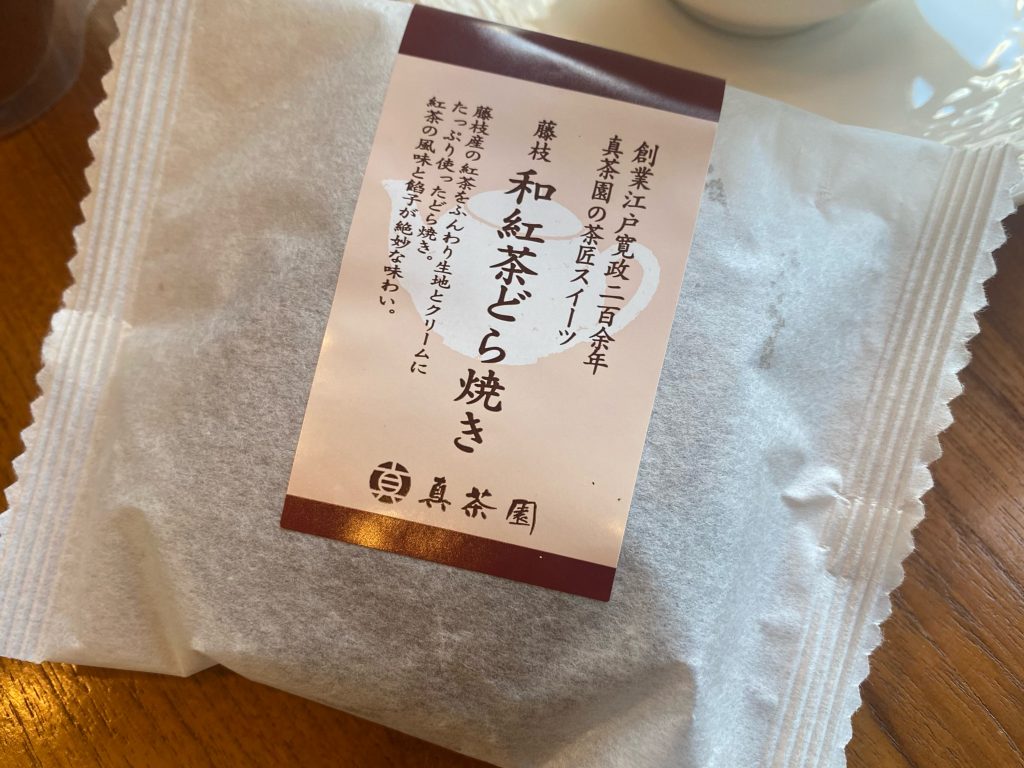 創業江戸寛政二百余年
真茶園の茶匠スイーツ
藤枝 和紅茶どら焼き
藤枝産の紅茶をふんわり生地とクリームに
たっぷり使ったどら焼き。
紅茶の風味と餡子が絶妙な味わい。
真 真茶園